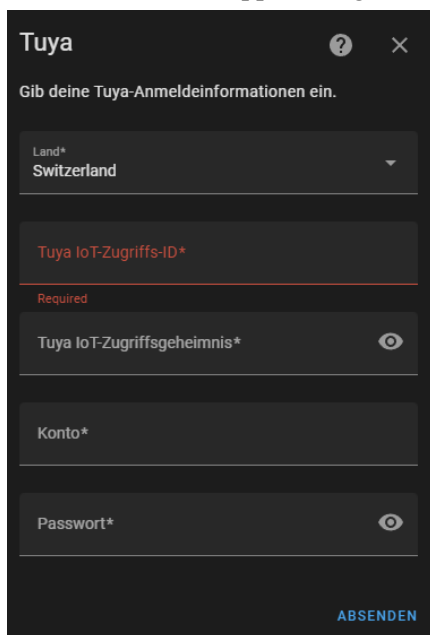 Tuya
Gib deine Tuya-Anmeldeinformationen ein.
Land*
Switzerland
Tuya IoT-Zugriffs-ID*
Required
Tuya IoT-Zugriffsgeheimnis*
Konto*
Passwort*
ABSENDEN